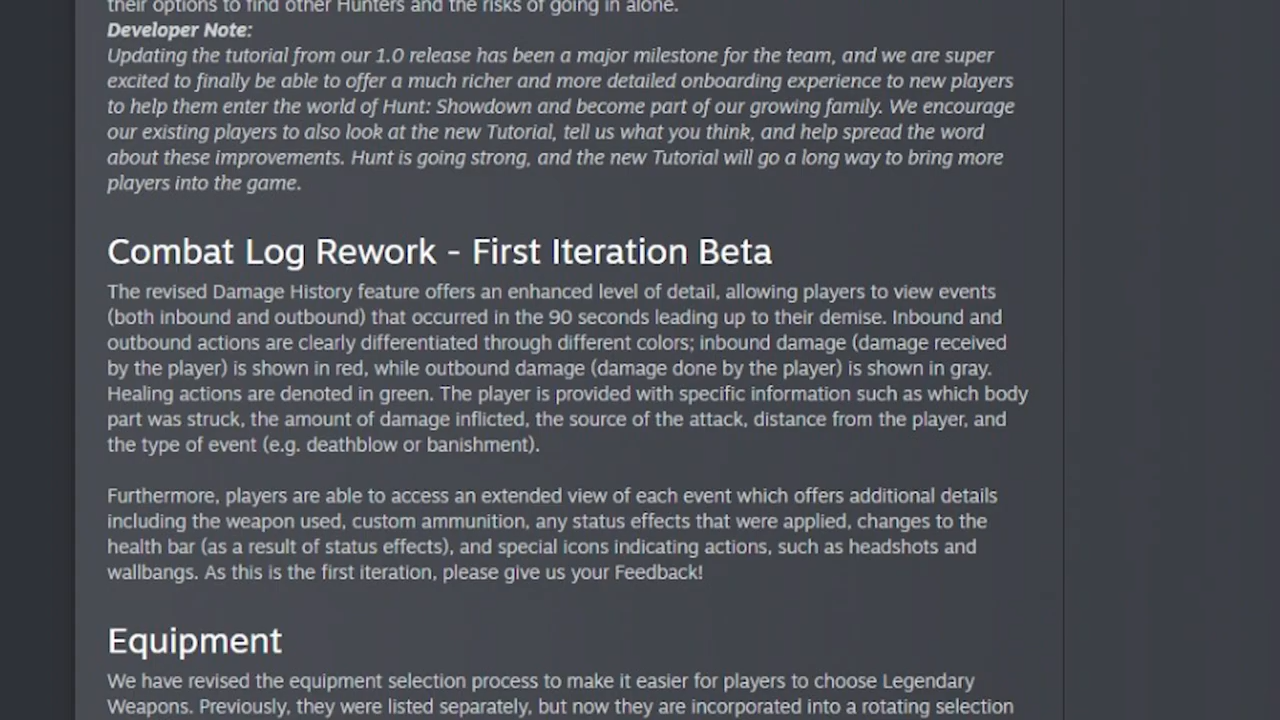 their options to find other Hunters and the risks of going in alone.
Developer Note:
Updating the tutorial from our 1.0 release has been a major milestone for the team, and we are super
excited to finally be able to offer a much richer and more detailed onboarding experience to new players
to help them enter the world of Hunt: Showdown and become part of our growing family. We encourage
our existing players to also look at the new Tutorial, tell us what you think, and help spread the word
about these improvements. Hunt is going strong, and the new Tutorial will go a long way to bring more
players into the game.
Combat Log Rework - First Iteration Beta
The revised Damage History feature offers an enhanced level of detail, allowing players to view events
(both inbound and outbound) that occurred in the 90 seconds leading up to their demise. Inbound and
outbound actions are clearly differentiated through different colors; inbound damage (damage received
by the player) is shown in red, while outbound damage (damage done by the player) is shown in gray.
Healing actions are denoted in green. The player is provided with specific information such as which body
part was struck, the amount of damage inflicted, the source of the attack, distance from the player, and
the type of event (e.g. deathblow or banishment).
Furthermore, players are able to access an extended view of each event which offers additional details
including the weapon used, custom ammunition, any status effects that were applied, changes to the
health bar (as a result of status effects), and special icons indicating actions, such as headshots and
wallbangs. As this is the first iteration, please give us your Feedback!
Equipment
We have revised the equipment selection process to make it easier for players to choose Legendary
Weapons. Previously, they were listed separately, but now they are incorporated into a rotating selection